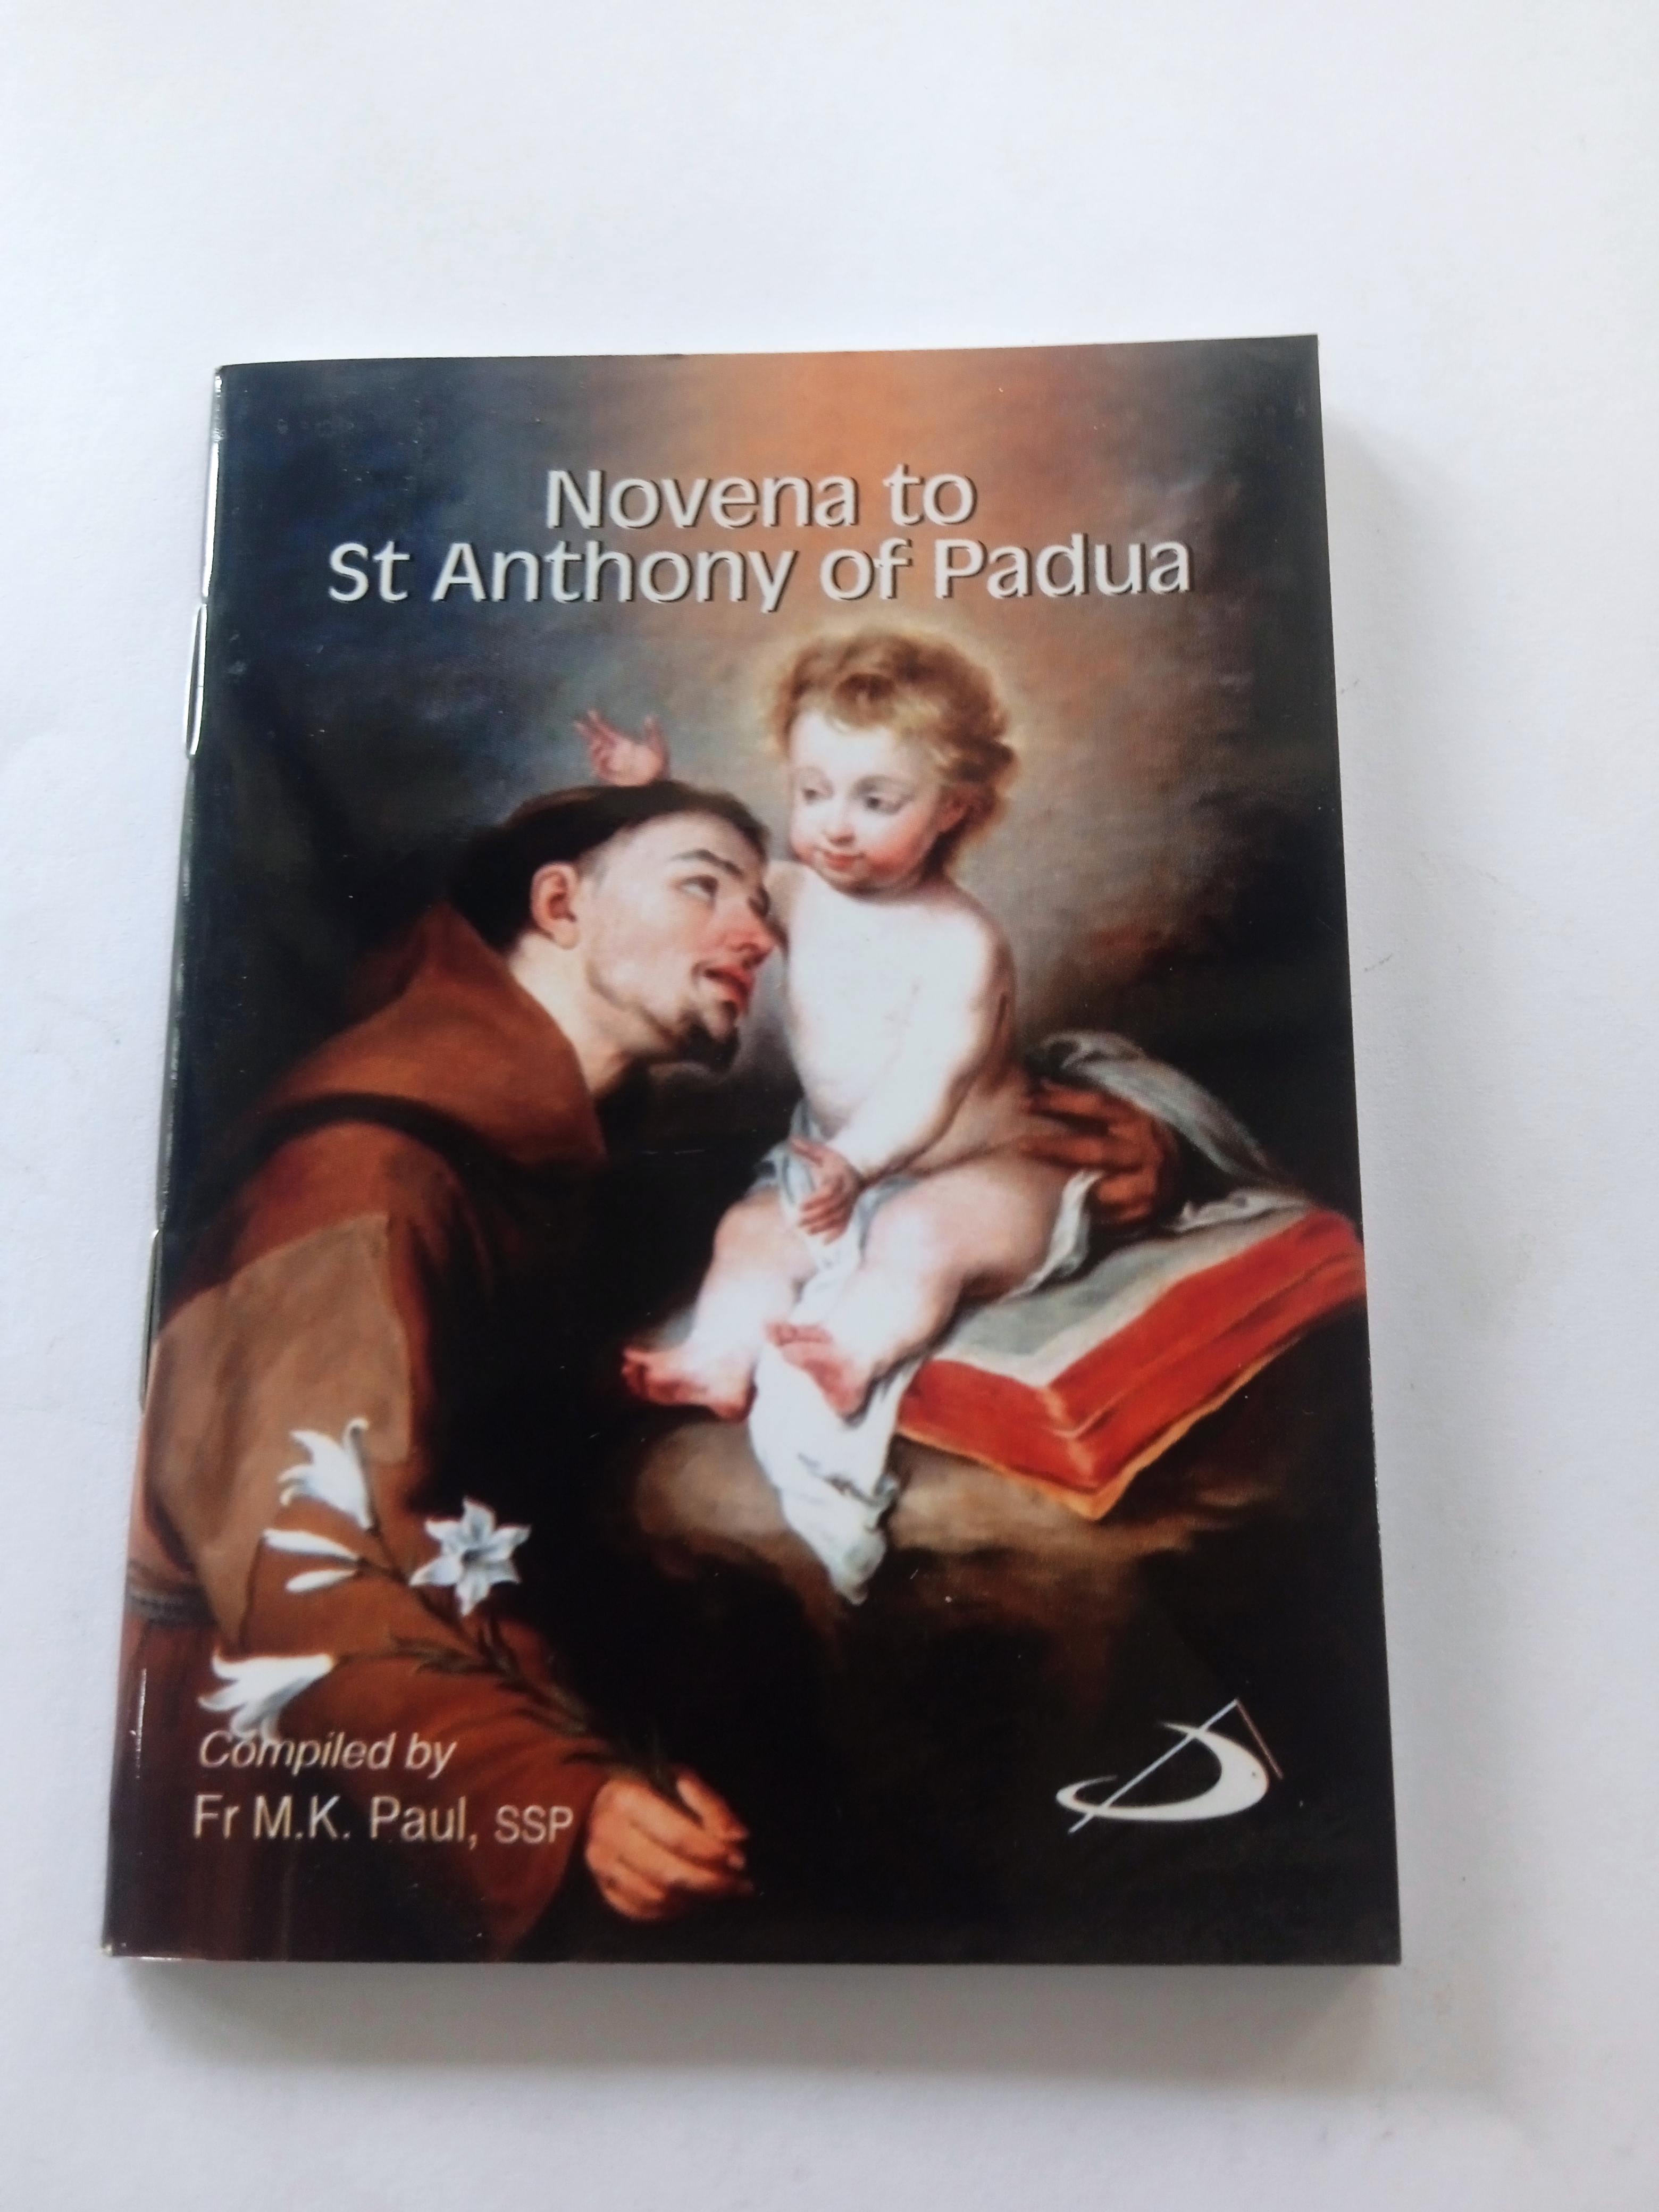 Novena to
St Anthony of Padua
Compiled by
Fr M.K. Paul, SSP